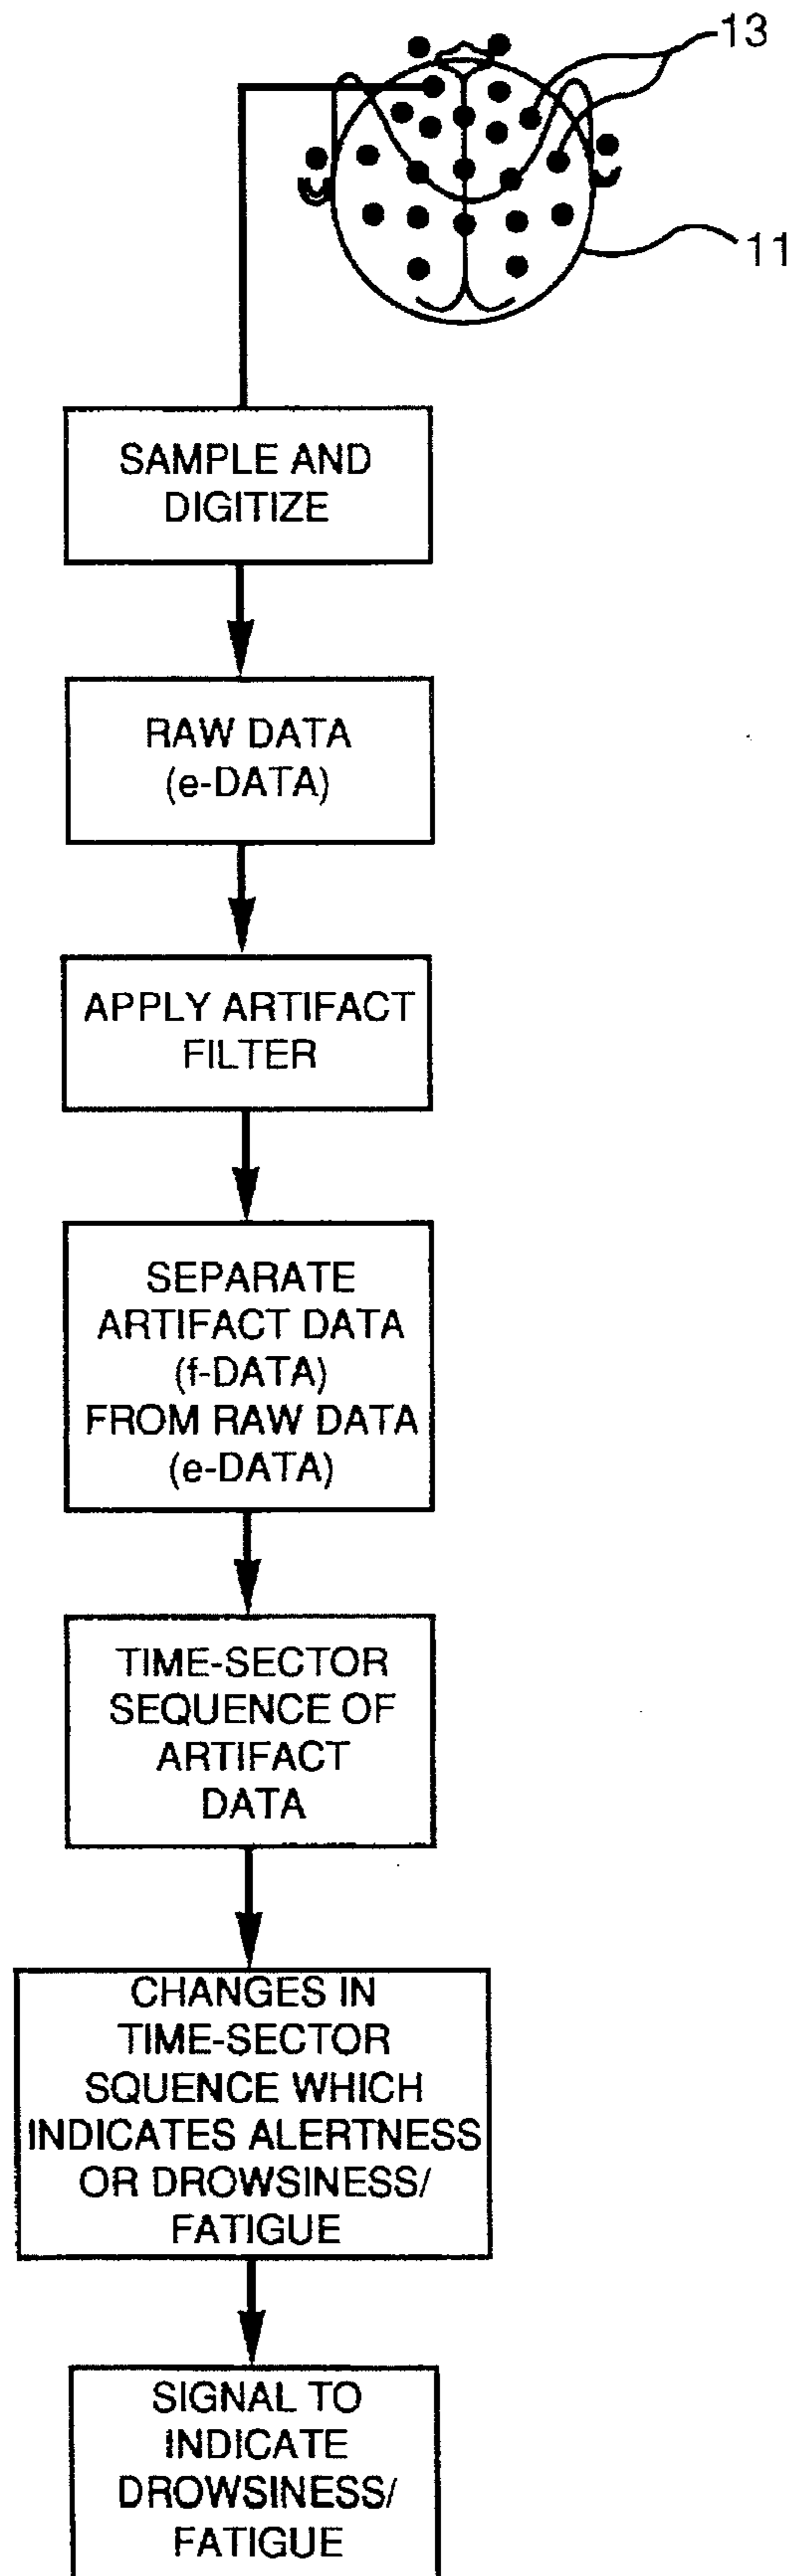 13
11
SAMPLE AND
DIGITIZE
RAW DATA
(e-DATA)
APPLY ARTIFACT
FILTER
SEPARATE
ARTIFACT DATA
(f-DATA)
FROM RAW DATA
(e-DATA)
TIME-SECTOR
SEQUENCE OF
ARTIFACT
DATA
CHANGES IN
TIME-SECTOR
SQUENCE WHICH
INDICATES ALERTNESS
OR DROWSINESS/
FATIGUE
SIGNAL TO
INDICATE
DROWSINESS/
FATIGUE